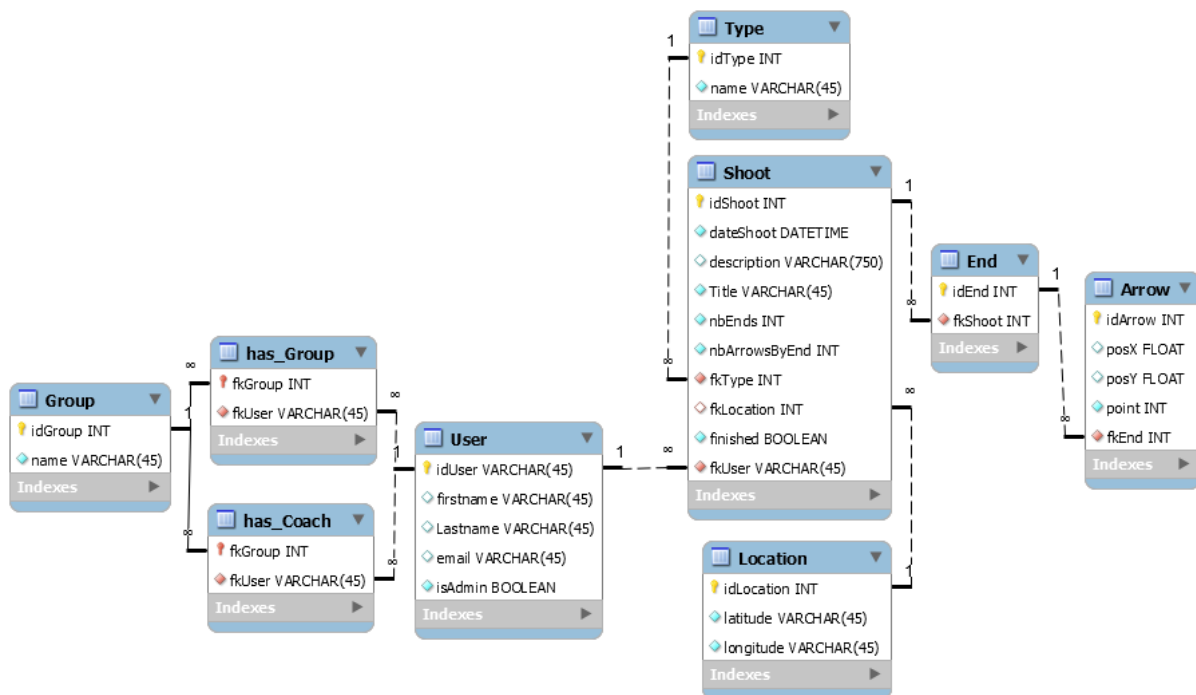 Type
idType INT
name VARCHAR(45)
Indexes
1
∞
Shoot
idShoot INT
dateShoot DATETIME
description VARCHAR(750)
Title VARCHAR(45)
nbEnds INT
nbArrowsByEnd INT
fkType INT
fkLocation INT
finished BOOLEAN
fkUser VARCHAR(45)
Indexes
1
∞
End
idEnd INT
fkShoot INT
Indexes
1
∞
Arrow
idArrow INT
posX FLOAT
posY FLOAT
point INT
fkEnd INT
Indexes
Group
idGroup INT
name VARCHAR(45)
Indexes
∞
1
∞
has_Group
fkGroup INT
fkUser VARCHAR(45)
Indexes
∞
1
∞
has_Coach
fkGroup INT
fkUser VARCHAR(45)
Indexes
User
idUser VARCHAR(45)
firstname VARCHAR(45)
Lastname VARCHAR(45)
email VARCHAR(45)
isAdmin BOOLEAN
Indexes
1
∞
∞
1
Location
idLocation INT
latitude VARCHAR(45)
longitude VARCHAR(45)
Indexes